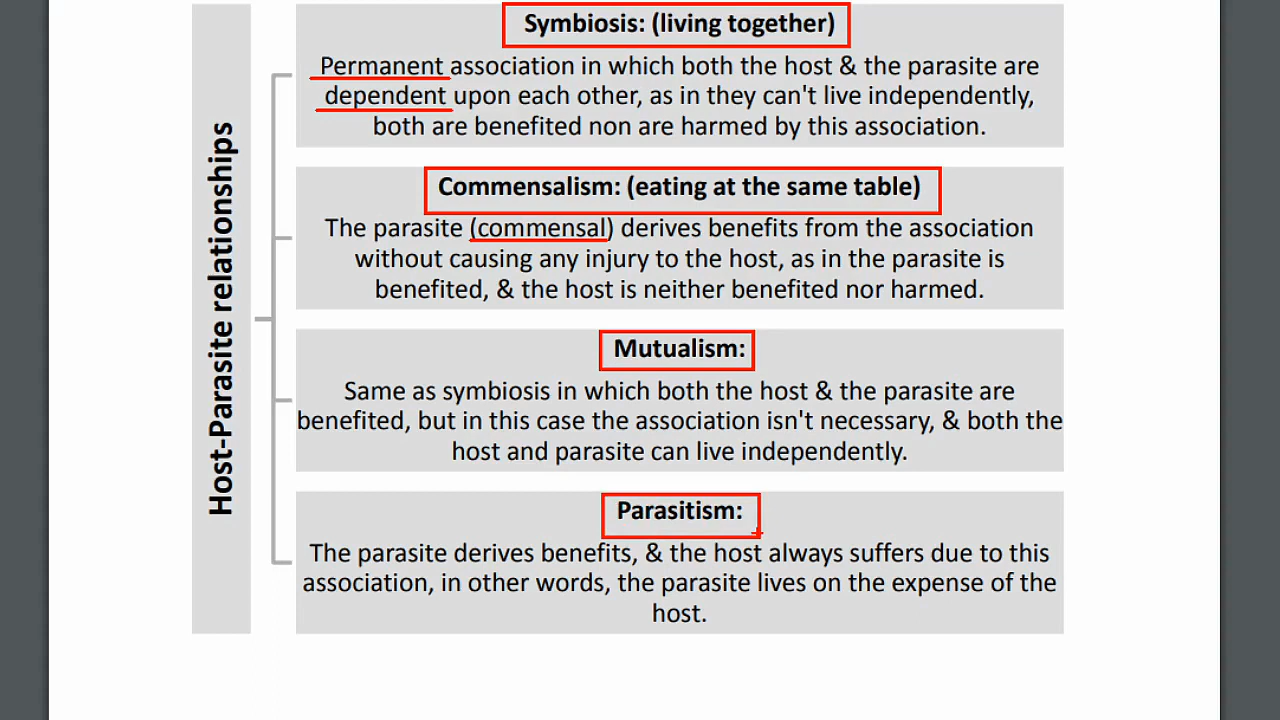 Host-Parasite relationships
Symbiosis: (living together)
Permanent association in which both the host & the parasite are
dependent upon each other, as in they can't live independently,
both are benefited non are harmed by this association.
Commensalism: (eating at the same table)
The parasite (commensal) derives benefits from the association
without causing any injury to the host, as in the parasite is
benefited, & the host is neither benefited nor harmed.
Mutualism:
Same as symbiosis in which both the host & the parasite are
benefited, but in this case the association isn't necessary, & both the
host and parasite can live independently.
Parasitism:
The parasite derives benefits, & the host always suffers due to this
association, in other words, the parasite lives on the expense of the
host.